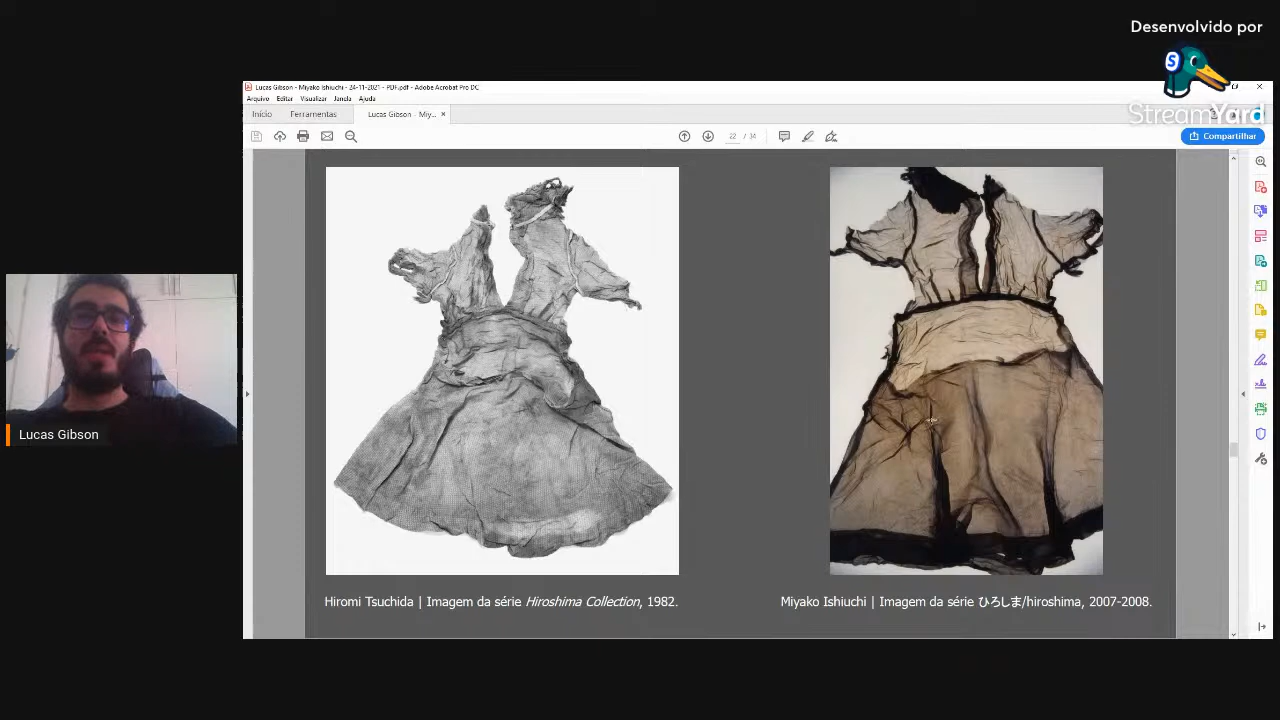 Desenvolvido por
S
StreamYard
Lucas Gibson - Miyako Ishiuchi - 24-11-2021 - PDF.pdf - Adobe Acrobat Pro DC
Arquivo Editar Visualizar Janela Ajuda
Início Ferramentas Lucas Gibson - Miy... ×
22 / 34
Compartilhar
Lucas Gibson
Hiromi Tsuchida | Imagem da série Hiroshima Collection, 1982.
Miyako Ishiuchi | Imagem da série ひろしま/hiroshima, 2007-2008.